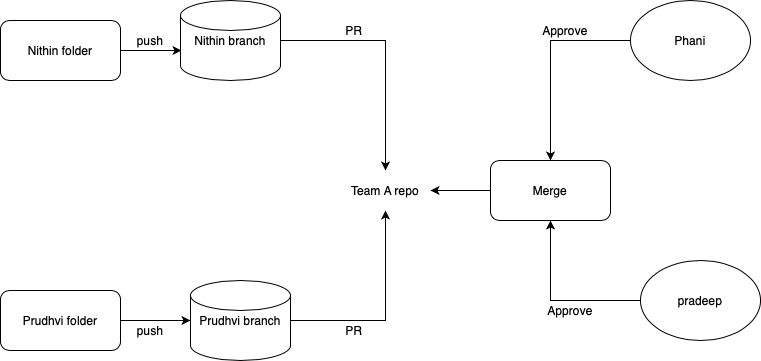 Nithin folder
push
Nithin branch
PR
Approve
Phani
Team A repo
Merge
Prudhvi folder
push
Prudhvi branch
PR
Approve
pradeep